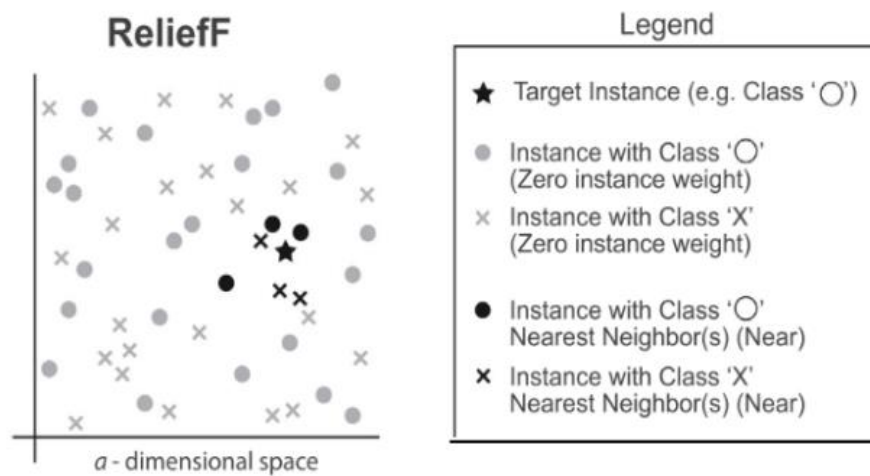 ReliefF
a - dimensional space
Legend
Target Instance (e.g. Class ‘O’)
Instance with Class ‘O’
(Zero instance weight)
Instance with Class ‘X’
(Zero instance weight)
Instance with Class ‘O’
Nearest Neighbor(s) (Near)
Instance with Class ‘X’
Nearest Neighbor(s) (Near)